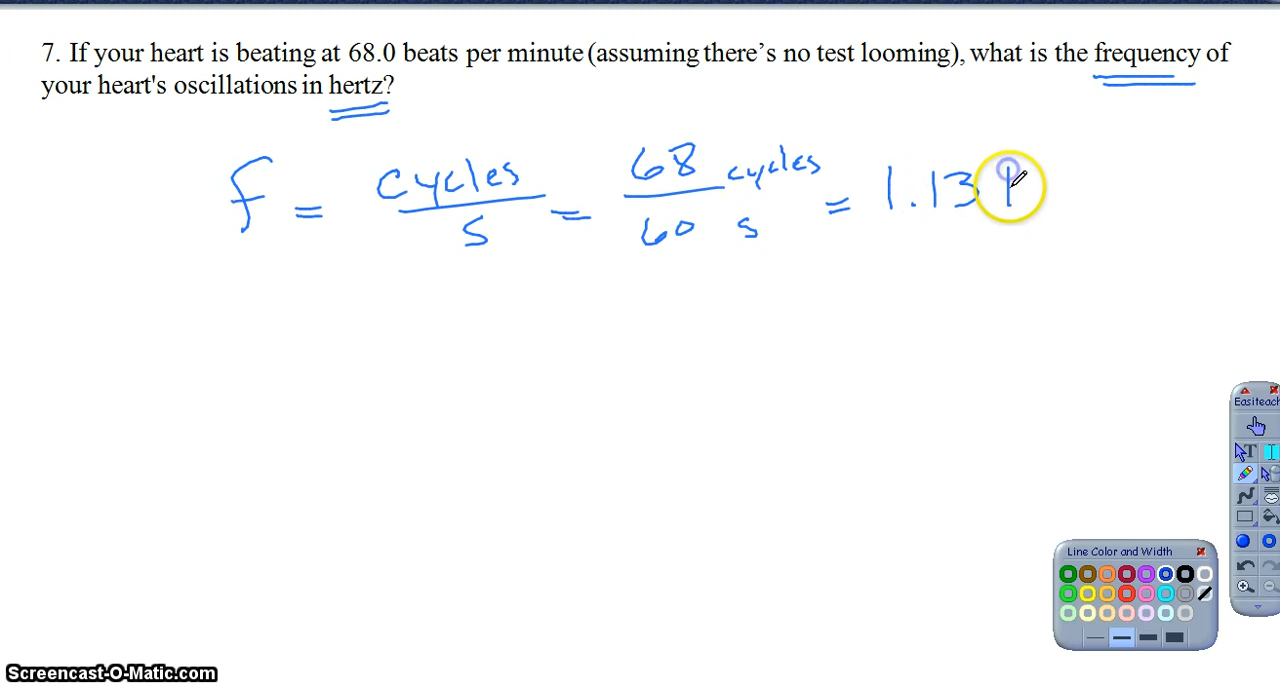 7. If your heart is beating at 68.0 beats per minute (assuming there's no test looming), what is the frequency of
your heart's oscillations in hertz?
f = cycles/s = 68 cycles/60 s = 1.13
Easiteach
T
Line Color and Width
Screencast-O-Matic.com